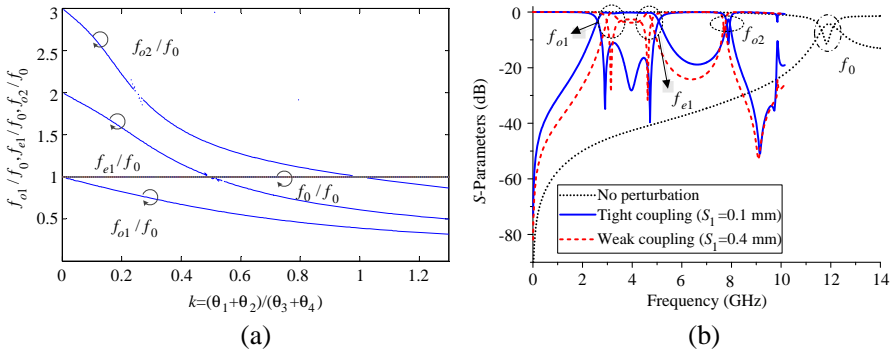 3
2.5
2
1.5
1
0.5
0
0.2
0.4
0.6
0.8
1
1.2
f_o1/f_0, f_e1/f_0, f_o2/f_0
f_o2/f_0
f_e1/f_0
f_0/f_0
f_o1/f_0
k=(θ_1+θ_2)/(θ_3+θ_4)
(a)
0
-20
-40
-60
-80
0
2
4
6
8
10
12
14
S-Parameters (dB)
f_o1
f_e1
f_o2
f_0
No perturbation
Tight coupling (S_1=0.1 mm)
Weak coupling (S_1=0.4 mm)
Frequency (GHz)
(b)